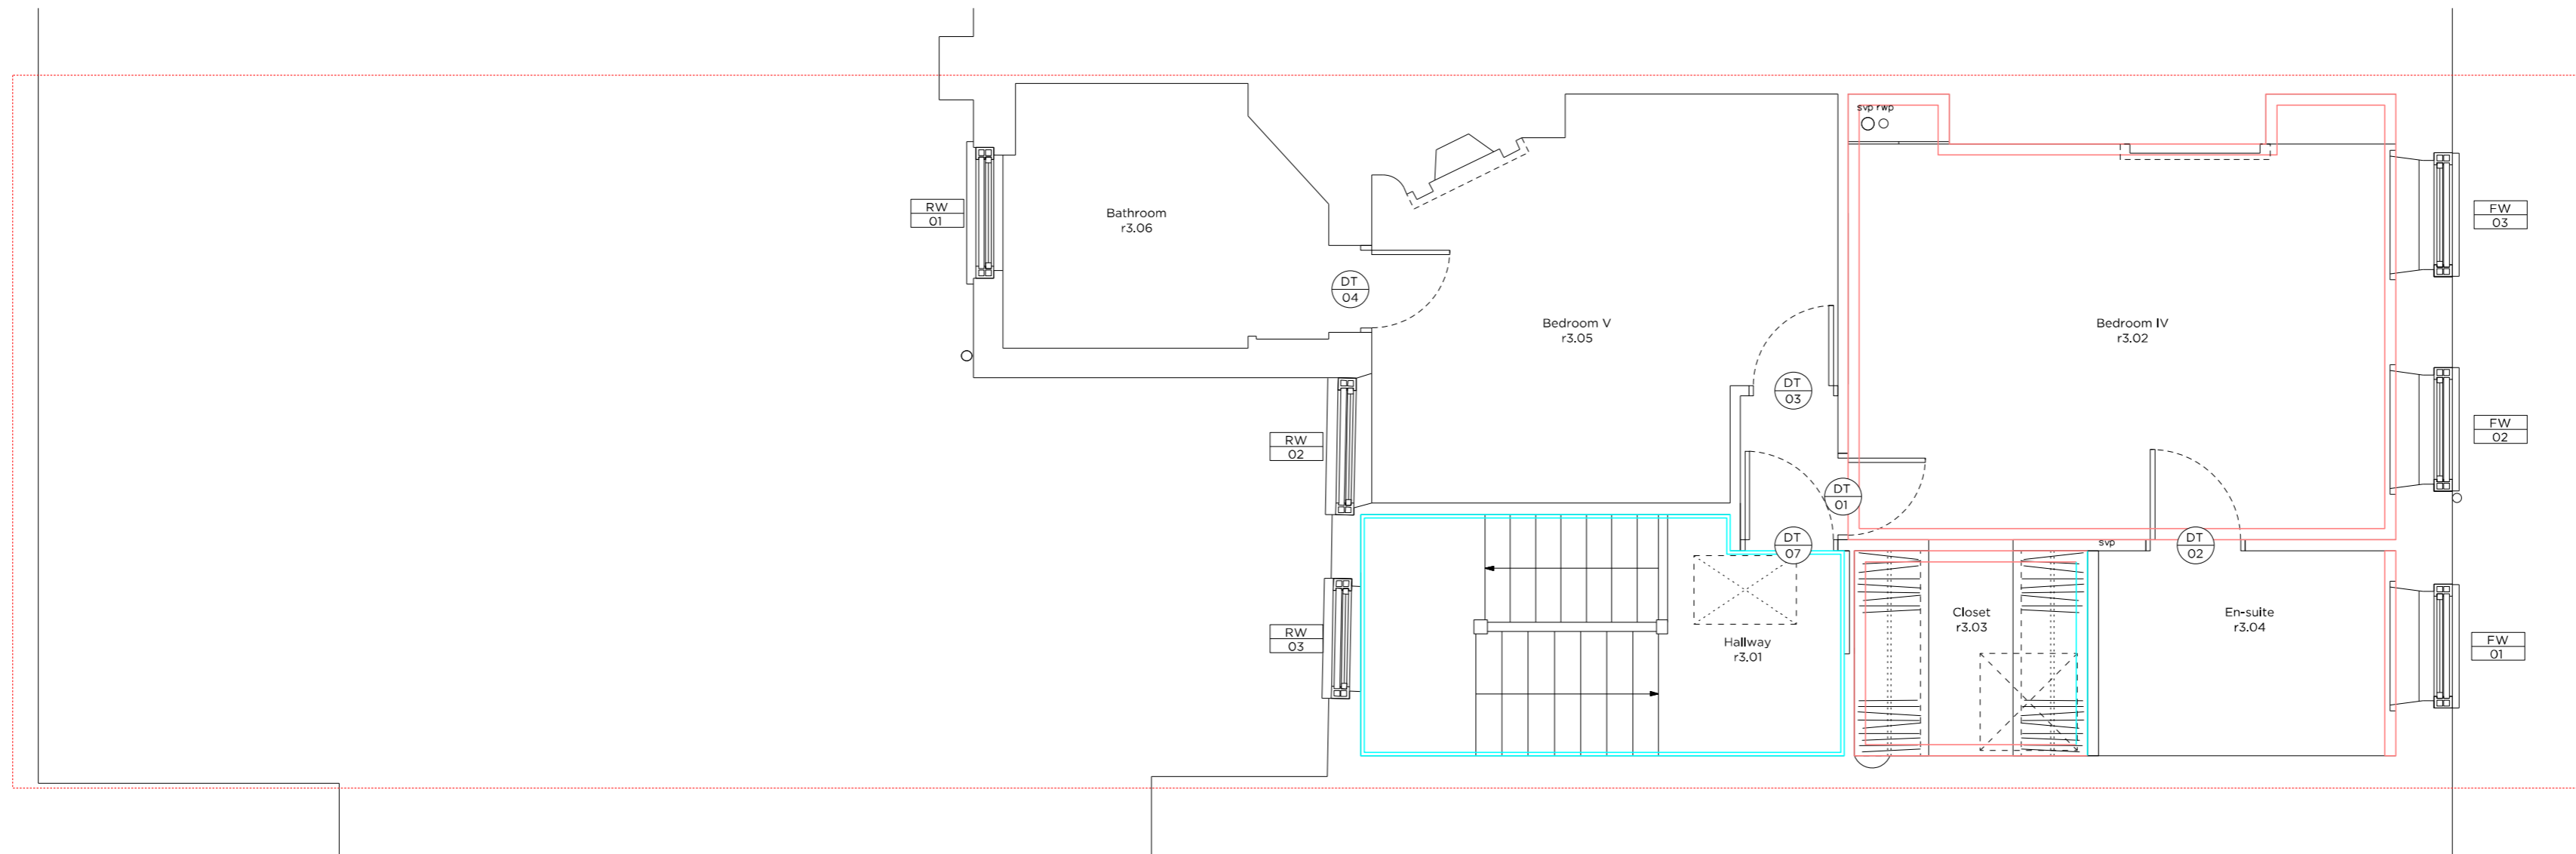 svp rwp
RW
01
Bathroom
r3.06
FW
03
DT
04
Bedroom V
r3.05
Bedroom IV
r3.02
DT
03
RW
02
FW
02
DT
01
DT
07
svp
DT
02
RW
03
Hallway
r3.01
Closet
r3.03
En-suite
r3.04
FW
01